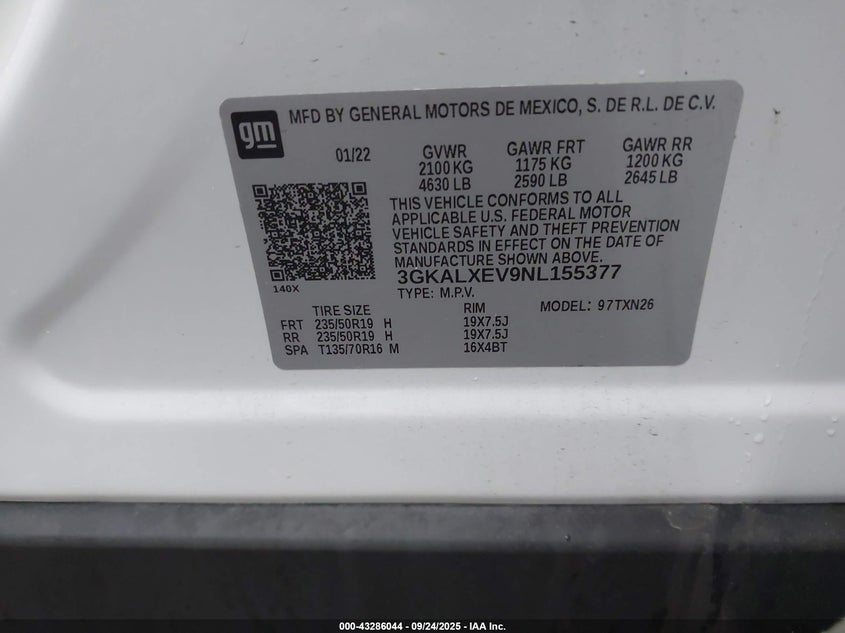 gm
MFD BY GENERAL MOTORS DE MEXICO, S. DE R.L. DE C.V.
01/22 GVWR GAWR FRT GAWR RR
2100 KG 1175 KG 1200 KG
4630 LB 2590 LB 2645 LB
THIS VEHICLE CONFORMS TO ALL
APPLICABLE U.S. FEDERAL MOTOR
VEHICLE SAFETY AND THEFT PREVENTION
STANDARDS IN EFFECT ON THE DATE OF
MANUFACTURE SHOWN ABOVE.
3GKALXEV9NL155377
140X
TYPE: M.P.V. MODEL: 97TXN26
TIRE SIZE RIM
FRT 235/50R19 H 19X7.5J
RR 235/50R19 H 19X7.5J
SPA T135/70R16 M 16X4BT
000-43286044 - 09/24/2025 - IAA Inc.